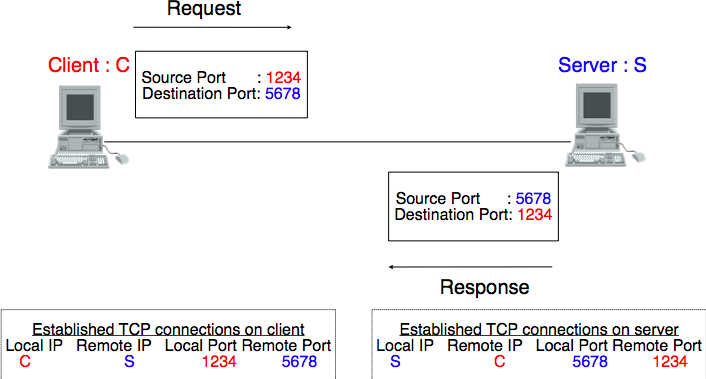 Request
Client : C
Server : S
Source Port : 1234
Destination Port: 5678
Source Port : 5678
Destination Port: 1234
Response
Established TCP connections on client
Local IP Remote IP Local Port Remote Port
C S 1234 5678
Established TCP connections on server
Local IP Remote IP Local Port Remote Port
S C 5678 1234